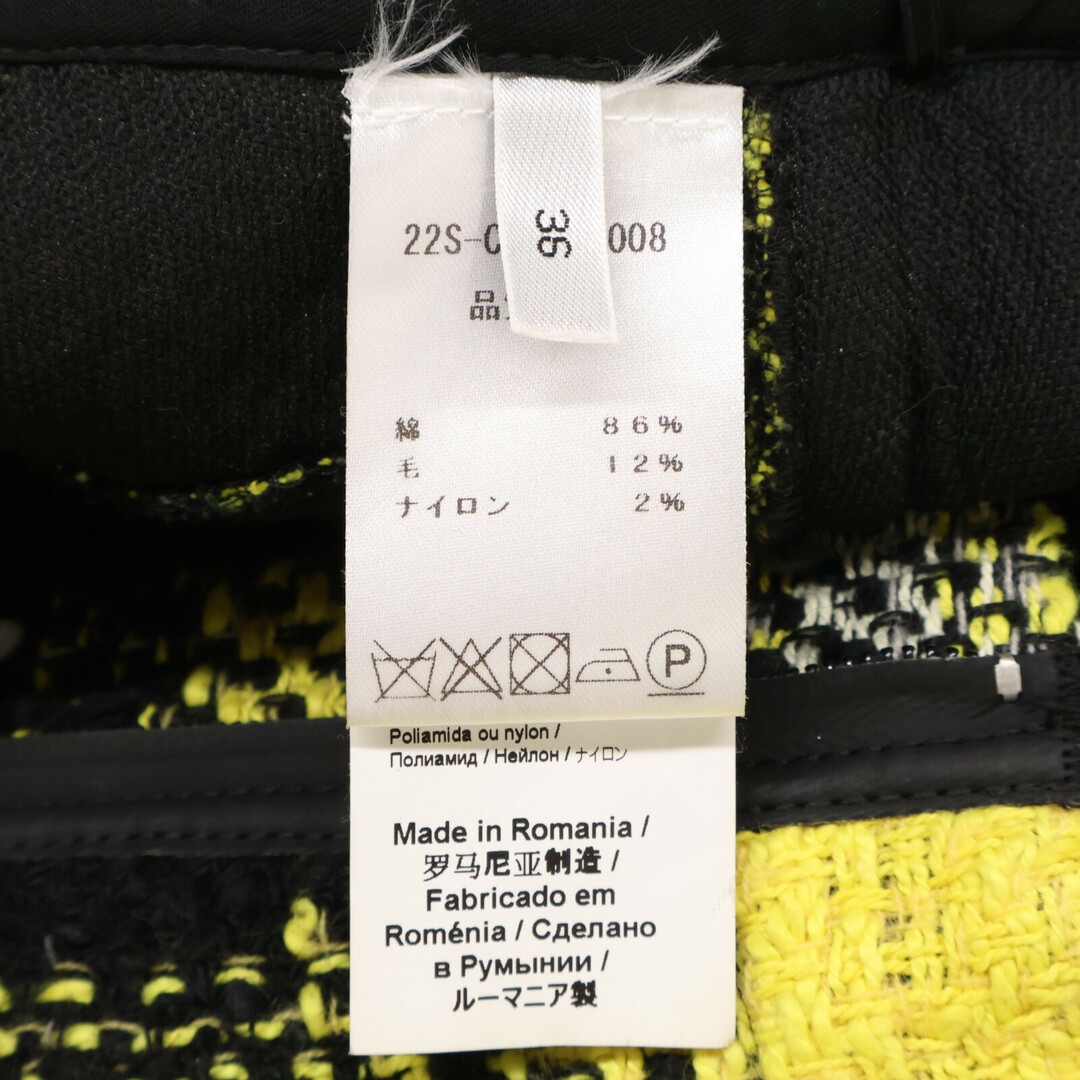 22S-C 008
36
品
綿 86%
毛 12%
ナイロン 2%
P
Poliamida ou nylon /
Полиамид / Нейлон / ナイロン
Made in Romania /
罗马尼亚制造 /
Fabricado em
Roménia / Сделано
в Румынии /
ルーマニア製